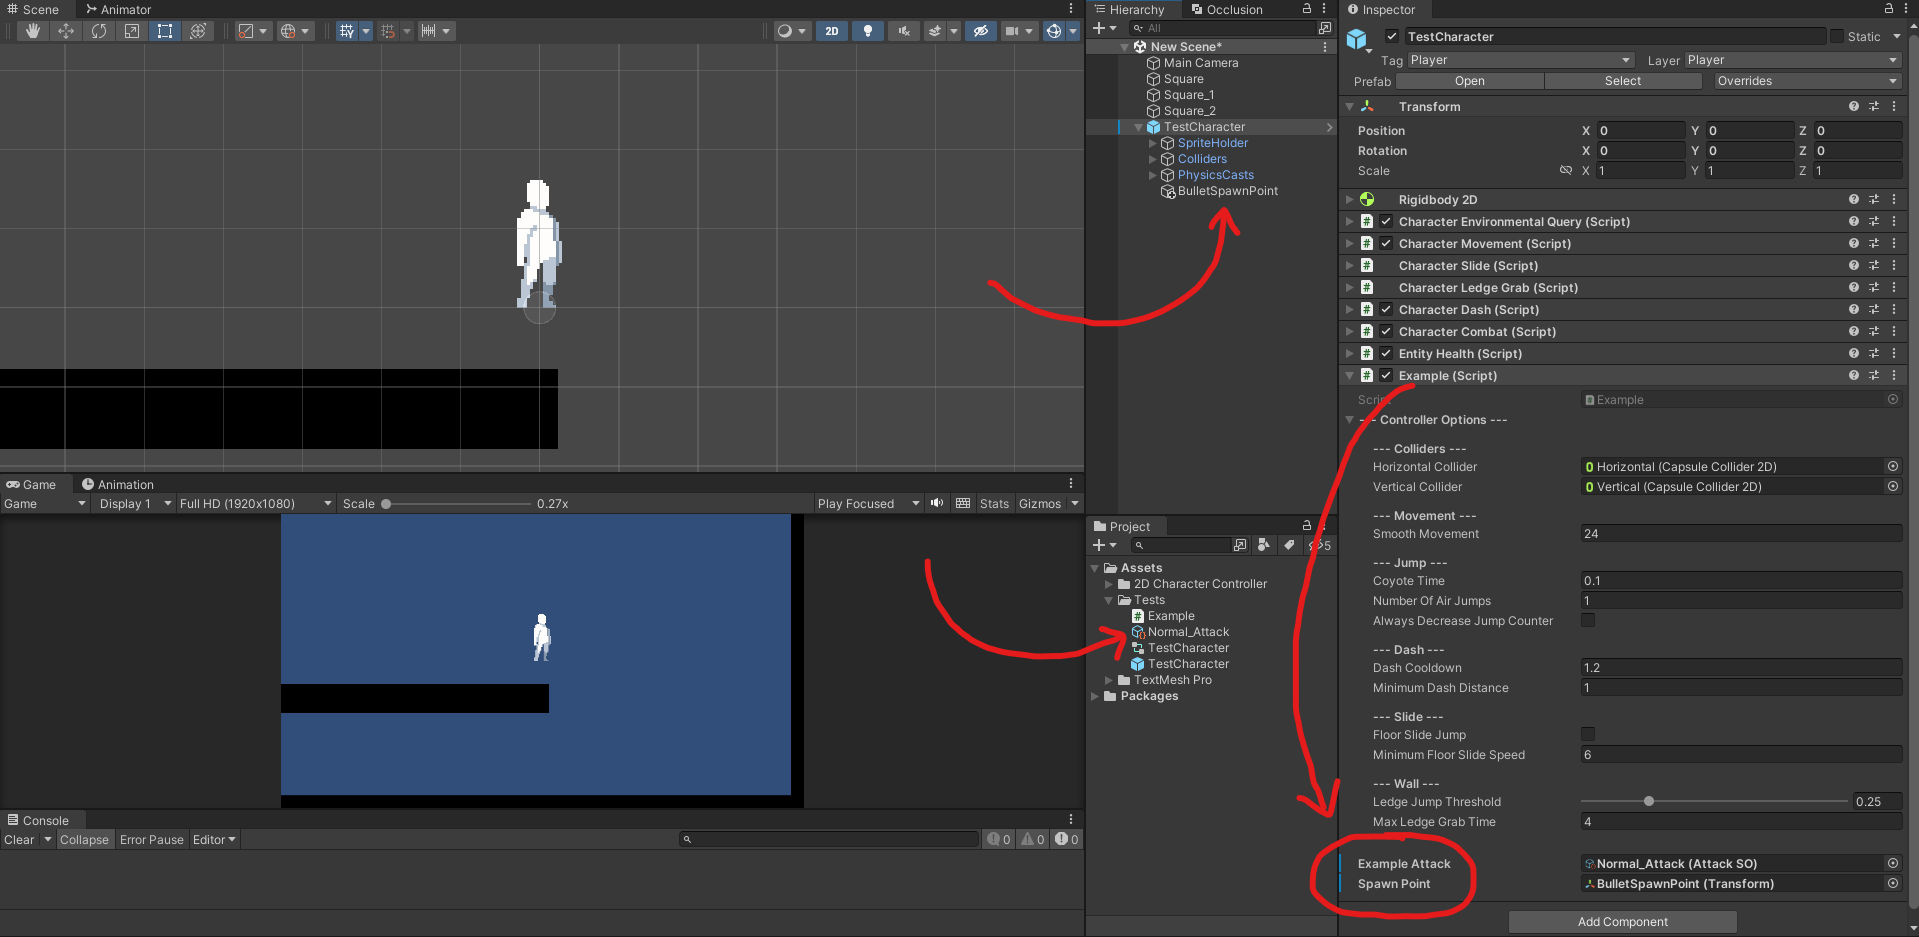 Scene
Animator
2D
Game
Animation
Game
Display 1
Full HD (1920x1080)
Scale
0.27x
Play Focused
Stats
Gizmos
Console
Clear
Collapse
Error Pause
Editor
0
0
0
Hierarchy
Occlusion
All
New Scene*
Main Camera
Square
Square_1
Square_2
TestCharacter
SpriteHolder
Colliders
PhysicsCasts
BulletSpawnPoint
Project
5
Assets
2D Character Controller
Tests
Example
Normal_Attack
TestCharacter
TestCharacter
TextMesh Pro
Packages
Inspector
TestCharacter
Static
Tag Player Layer Player
Prefab Open Select Overrides
Transform
Position X 0 Y 0 Z 0
Rotation X 0 Y 0 Z 0
Scale X 1 Y 1 Z 1
Rigidbody 2D
Character Environmental Query (Script)
Character Movement (Script)
Character Slide (Script)
Character Ledge Grab (Script)
Character Dash (Script)
Character Combat (Script)
Entity Health (Script)
Example (Script)
Script Example
--- Controller Options ---
--- Colliders ---
Horizontal Collider Horizontal (Capsule Collider 2D)
Vertical Collider Vertical (Capsule Collider 2D)
--- Movement ---
Smooth Movement 24
--- Jump ---
Coyote Time 0.1
Number Of Air Jumps 1
Always Decrease Jump Counter
--- Dash ---
Dash Cooldown 1.2
Minimum Dash Distance 1
--- Slide ---
Floor Slide Jump
Minimum Floor Slide Speed 6
--- Wall ---
Ledge Jump Threshold 0.25
Max Ledge Grab Time 4
Example Attack Normal_Attack (Attack SO)
Spawn Point BulletSpawnPoint (Transform)
Add Component